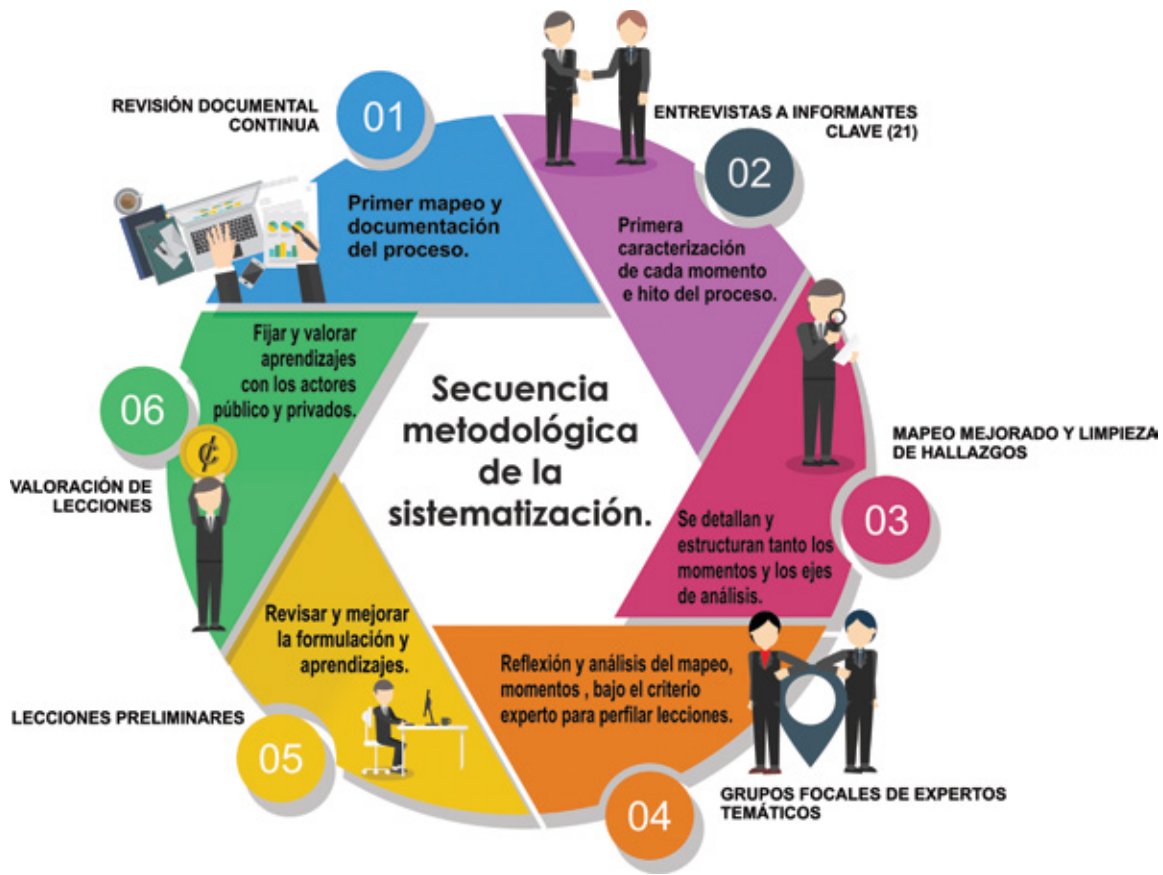 REVISIÓN DOCUMENTAL
CONTINUA
01
Primer mapeo y
documentación
del proceso.
ENTREVISTAS A INFORMANTES
CLAVE (21)
02
Primera
caracterización
de cada momento
e hito del proceso.
MAPEO MEJORADO Y LIMPIEZA
DE HALLAZGOS
03
Se detallan y
estructuran tanto los
momentos y los ejes
de análisis.
GRUPOS FOCALES DE EXPERTOS
TEMÁTICOS
04
Reflexión y análisis del mapeo,
momentos , bajo el criterio
experto para perfilar lecciones.
LECCIONES PRELIMINARES
05
Revisar y mejorar
la formulación y
aprendizajes.
VALORACIÓN DE
LECCIONES
06
₡
Fijar y valorar
aprendizajes
con los actores
público y privados.
Secuencia
metodológica
de la
sistematización.